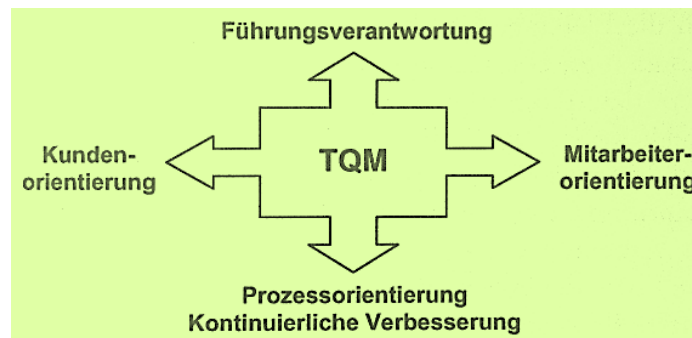 Führungsverantwortung
Kunden-
orientierung
TQM
Mitarbeiter-
orientierung
Prozessorientierung
Kontinuierliche Verbesserung